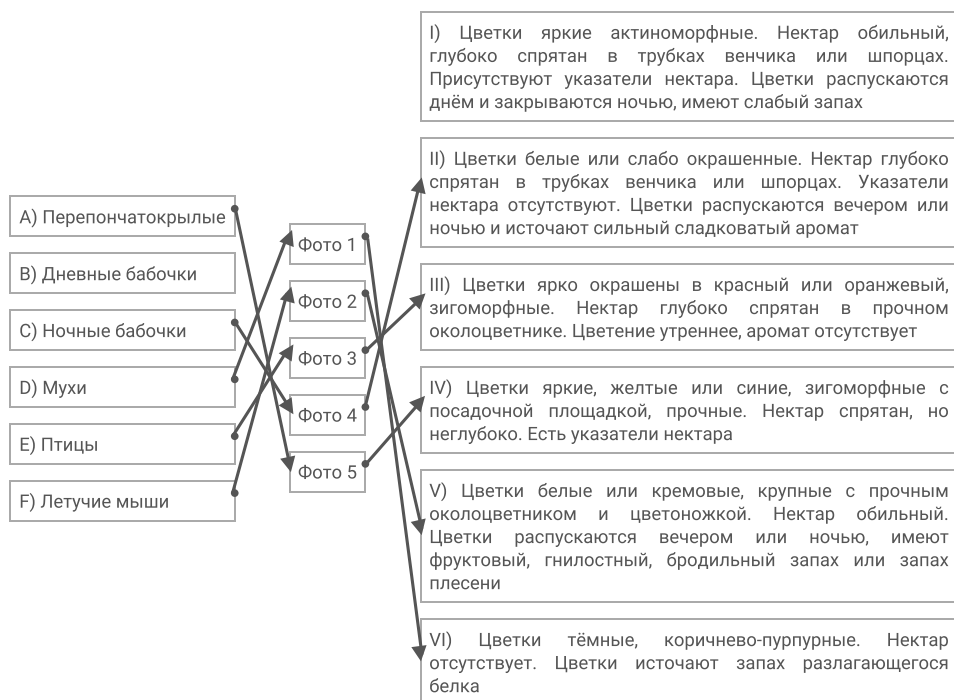 A) Перепончатокрылые
B) Дневные бабочки
C) Ночные бабочки
D) Мухи
E) Птицы
F) Летучие мыши
Фото 1
Фото 2
Фото 3
Фото 4
Фото 5
I) Цветки яркие актиноморфные. Нектар обильный,
глубоко спрятан в трубках венчика или шпорцах.
Присутствуют указатели нектара. Цветки распускаются
днём и закрываются ночью, имеют слабый запах
II) Цветки белые или слабо окрашенные. Нектар глубоко
спрятан в трубках венчика или шпорцах. Указатели
нектара отсутствуют. Цветки распускаются вечером или
ночью и источают сильный сладковатый аромат
III) Цветки ярко окрашены в красный или оранжевый,
зигоморфные. Нектар глубоко спрятан в прочном
околоцветнике. Цветение утреннее, аромат отсутствует
IV) Цветки яркие, желтые или синие, зигоморфные с
посадочной площадкой, прочные. Нектар спрятан, но
неглубоко. Есть указатели нектара
V) Цветки белые или кремовые, крупные с прочным
околоцветником и цветоножкой. Нектар обильный.
Цветки распускаются вечером или ночью, имеют
фруктовый, гнилостный, бродильный запах или запах
плесени
VI) Цветки тёмные, коричнево-пурпурные. Нектар
отсутствует. Цветки источают запах разлагающегося
белка